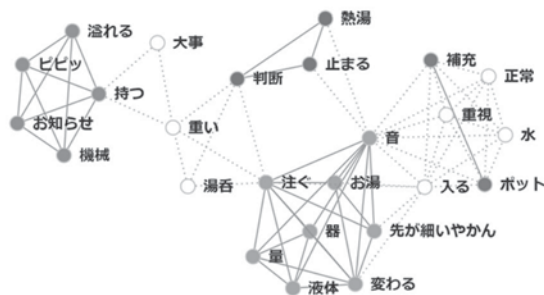 熱湯
溢れる
大事
ピピッ
止まる
補充
正常
判断
持つ
重視
お知らせ
重い
音
水
機械
湯呑
注ぐ
お湯
入る
ポット
器
先が細いやかん
量
液体
変わる